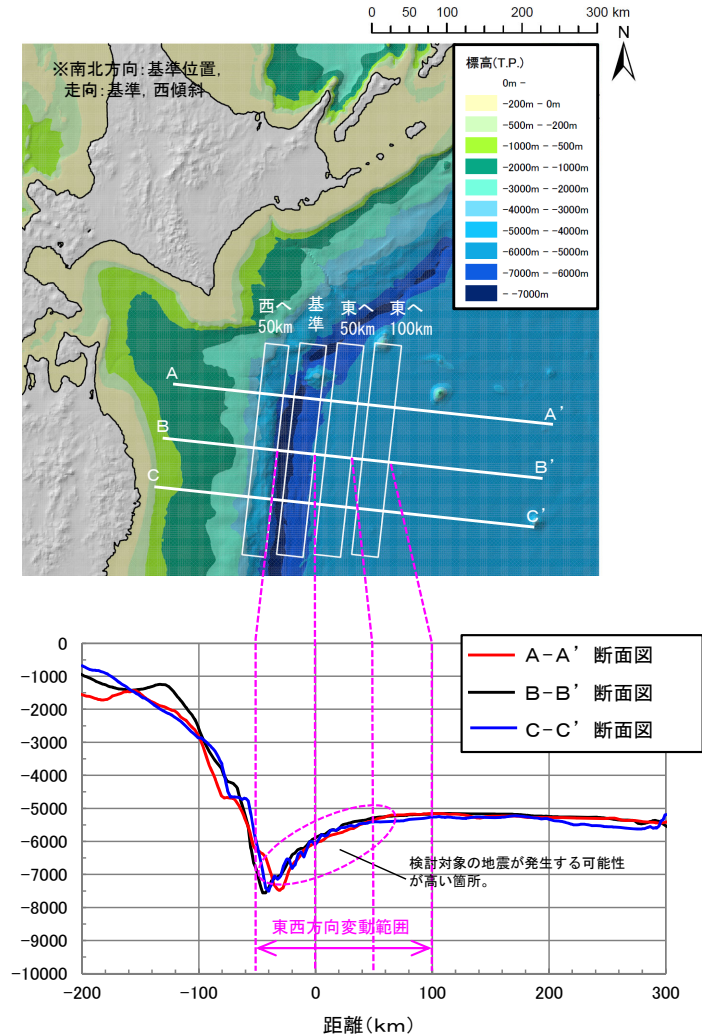 0 50 100 200 300 km
N
※南北方向:基準位置,
走向:基準, 西傾斜
標高(T.P.)
0m -
-200m - 0m
-500m - -200m
-1000m - -500m
-2000m - -1000m
-3000m - -2000m
-4000m - -3000m
-5000m - -4000m
-6000m - -5000m
-7000m - -6000m
- -7000m
西へ
50km
基
準
東へ
50km
東へ
100km
A
A'
B
B'
C
C'
0
-1000
-2000
-3000
-4000
-5000
-6000
-7000
-8000
-9000
-10000
A-A' 断面図
B-B' 断面図
C-C' 断面図
検討対象の地震が発生する可能性
が高い箇所。
東西方向変動範囲
-200 -100 0 100 200 300
距離(km)